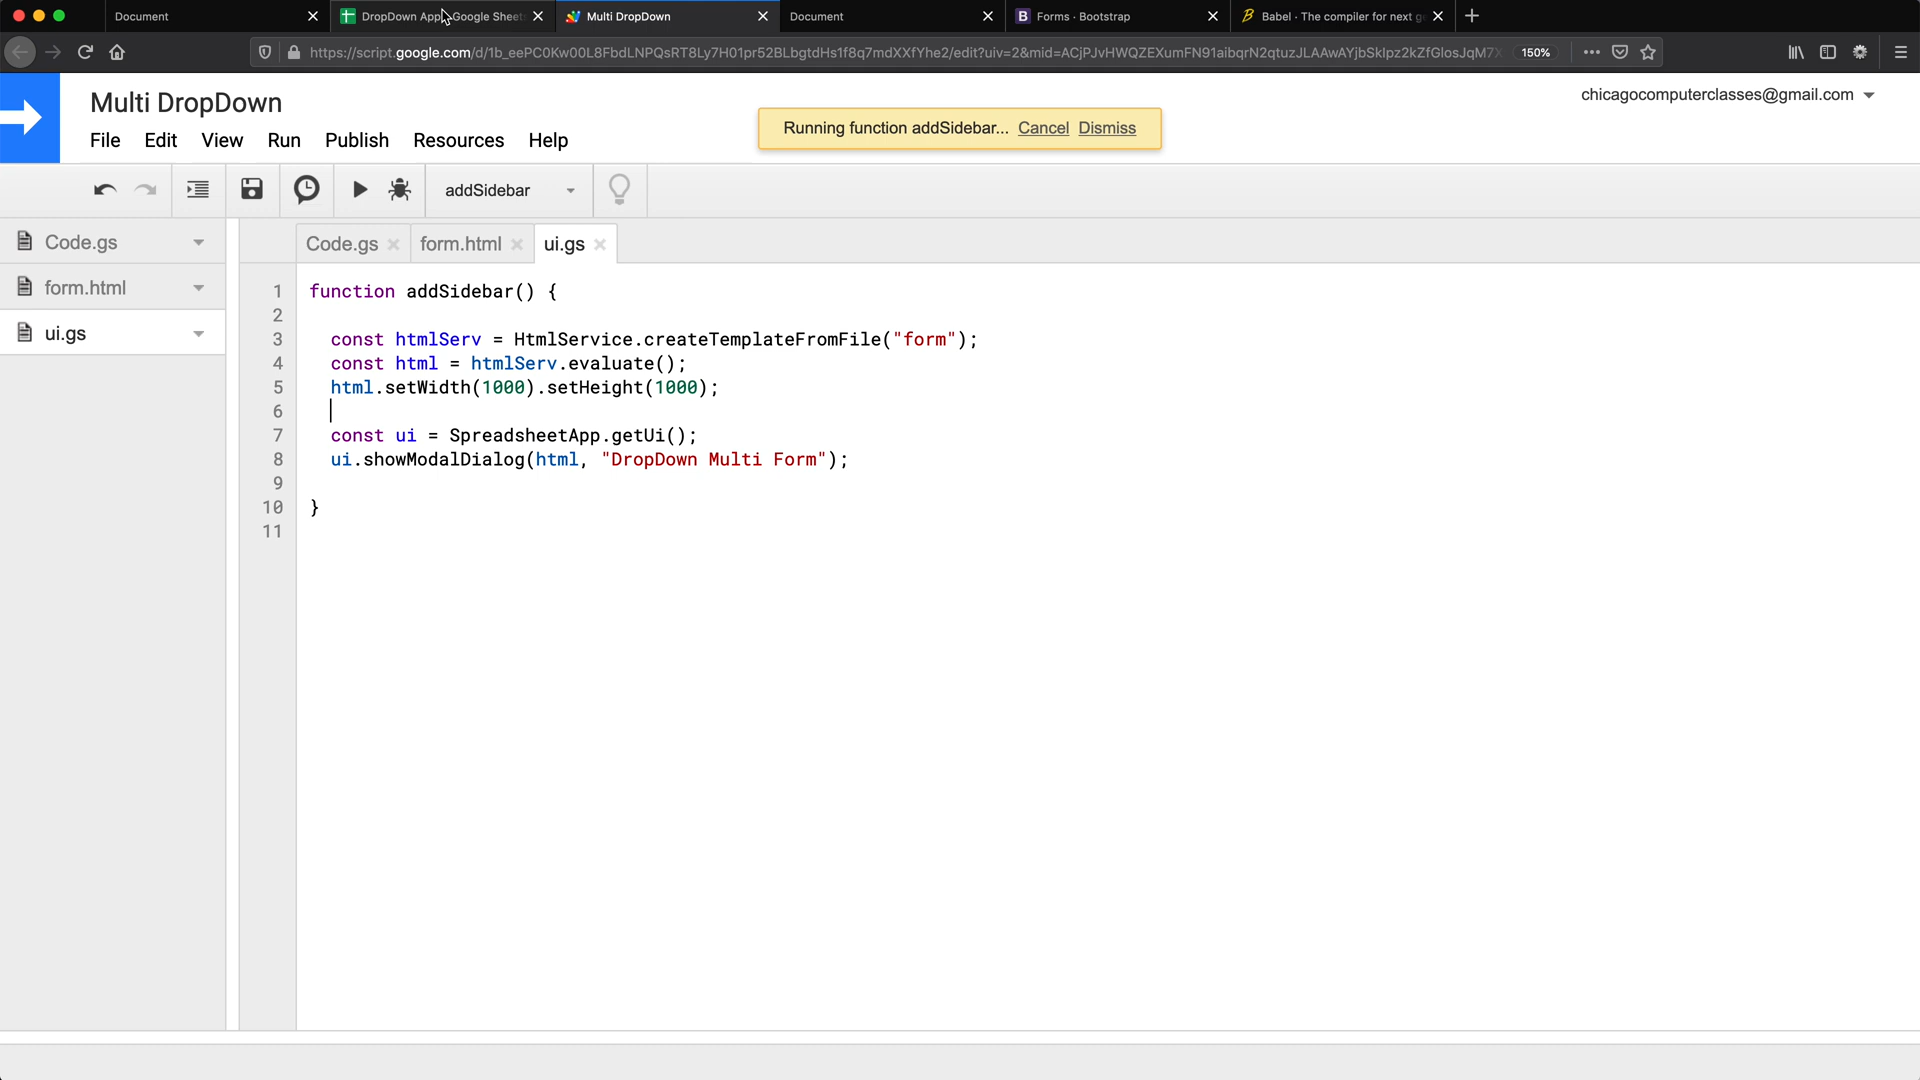 Document
DropDown App Google Sheets
Multi DropDown
Document
Forms · Bootstrap
Babel · The compiler for next ge
https://script.google.com/d/1b_eePC0Kw00L8FbdLNPQsRT8Ly7H01pr52BLbgtdHs1f8q7mdXXfYhe2/edit?uiv=2&mid=ACjPJvHWQZEXumFN91aibqrN2qtuzJLAAwAYjbSkIpz2kZfGlosJqM7X
150%
Multi DropDown
chicagocomputerclasses@gmail.com
File Edit View Run Publish Resources Help
Running function addSidebar... Cancel Dismiss
addSidebar
Code.gs
form.html
ui.gs
Code.gs form.html ui.gs
1 function addSidebar() {
2
3 const htmlServ = HtmlService.createTemplateFromFile("form");
4 const html = htmlServ.evaluate();
5 html.setWidth(1000).setHeight(1000);
6
7 const ui = SpreadsheetApp.getUi();
8 ui.showModalDialog(html, "DropDown Multi Form");
9
10 }
11